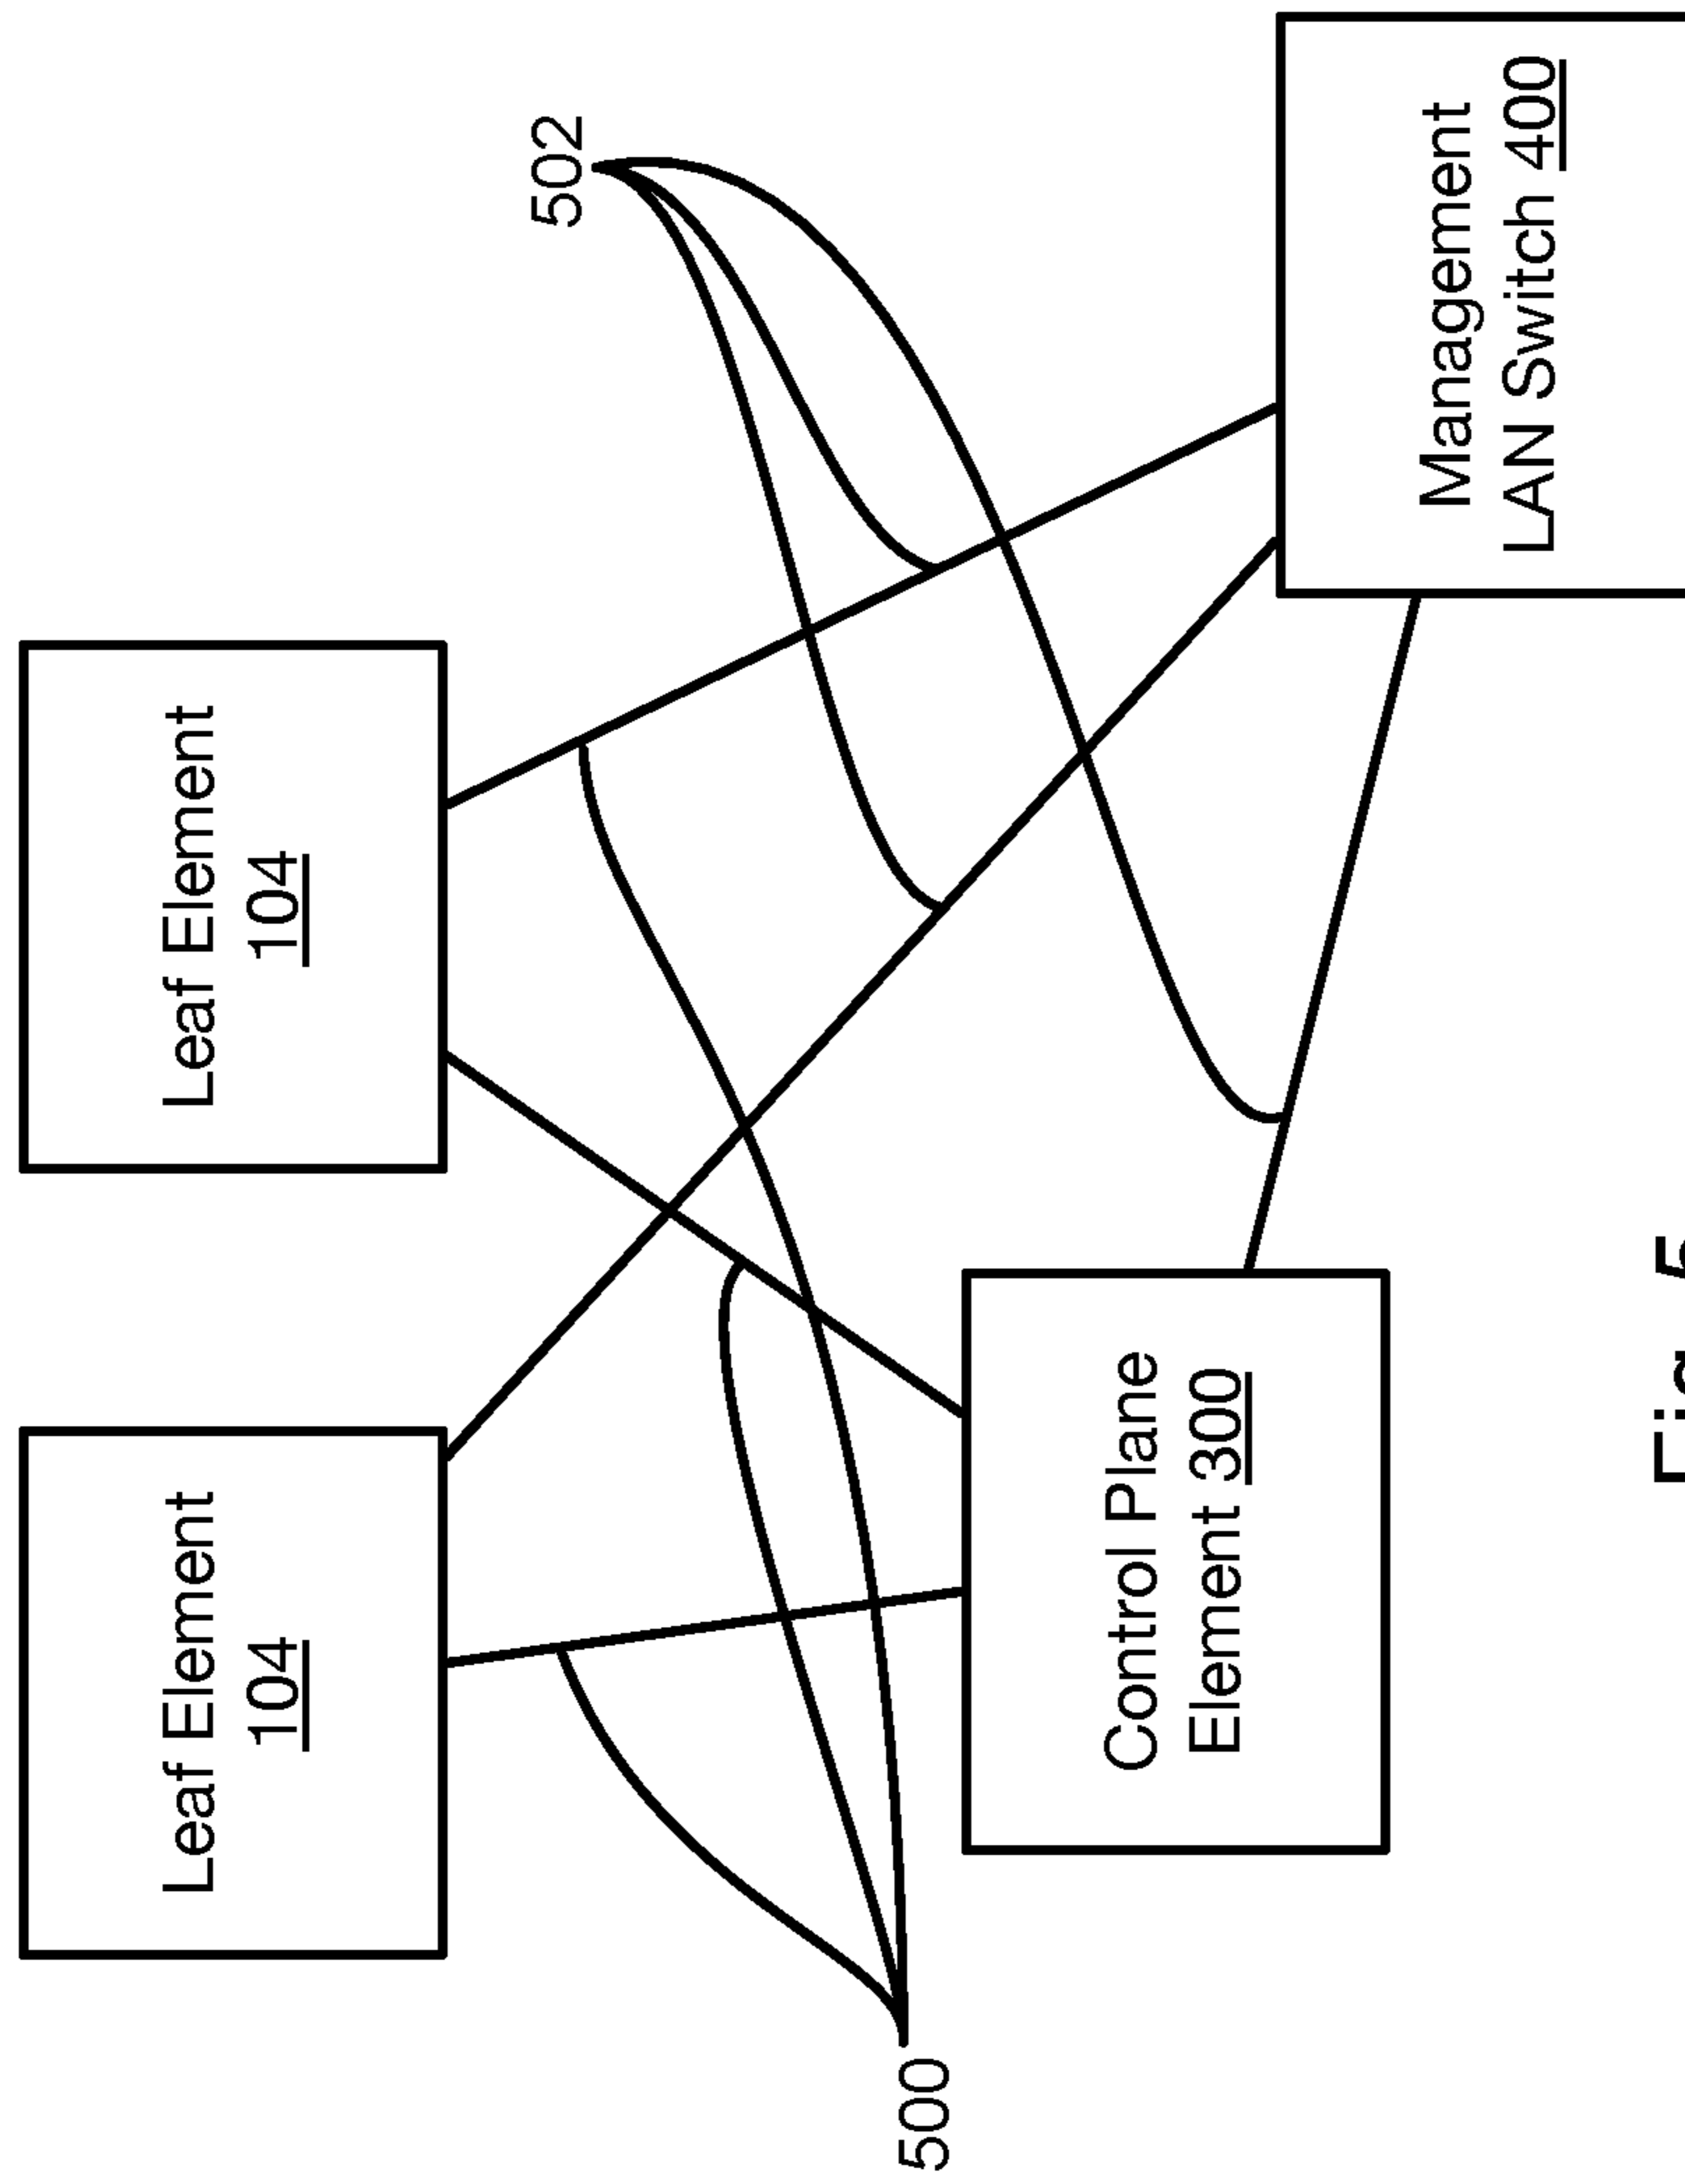 Leaf Element
104
Leaf Element
104
502
500
Control Plane
Element 300
Management
LAN Switch 400